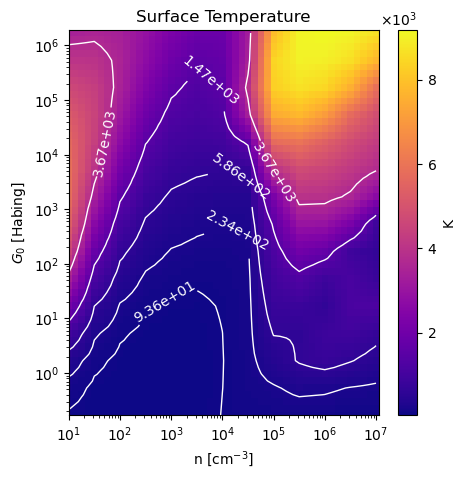 Surface Temperature
×10³
G₀ [Habing]
10⁶
10⁵
10⁴
10³
10²
10¹
10⁰
1.47e+03
3.67e+03
3.67e+03
5.86e+02
2.34e+02
9.36e+01
8
6
4
2
K
10¹ 10² 10³ 10⁴ 10⁵ 10⁶ 10⁷
n [cm⁻³]